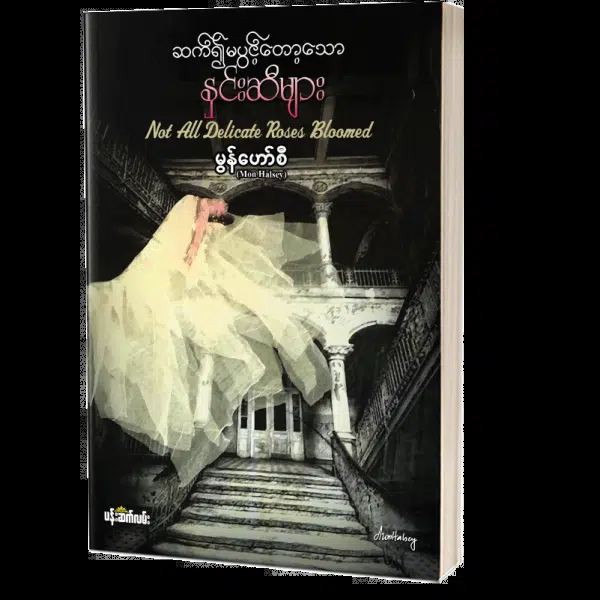 ဆက်၍မပွင့်တော့သော
နှင်းဆီများ
Not All Delicate Roses Bloomed
မွန်ဟော်စီ
(Mon Halsey)
ပန်းဆက်လမ်း
MonHalsey